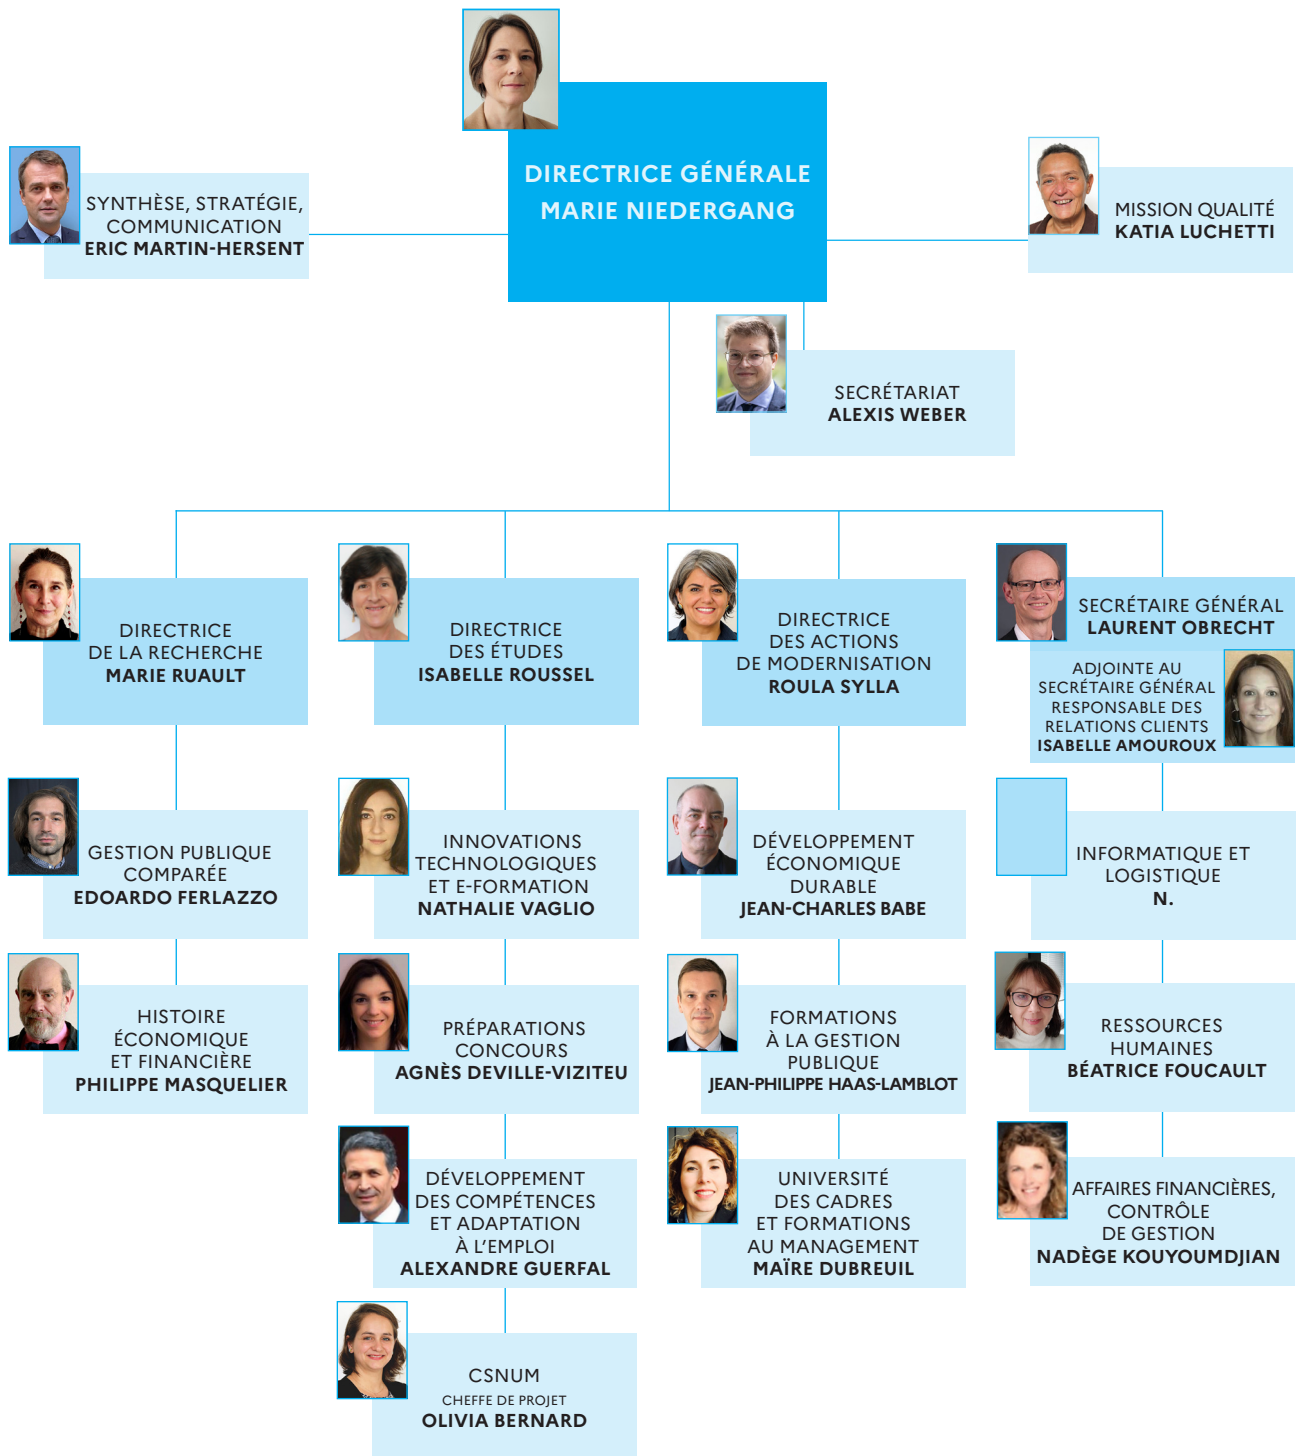 DIRECTRICE GÉNÉRALE
MARIE NIEDERGANG
SYNTHÈSE, STRATÉGIE,
COMMUNICATION
ERIC MARTIN-HERSENT
MISSION QUALITÉ
KATIA LUCHETTI
SECRÉTARIAT
ALEXIS WEBER
DIRECTRICE
DE LA RECHERCHE
MARIE RUAULT
DIRECTRICE
DES ÉTUDES
ISABELLE ROUSSEL
DIRECTRICE
DES ACTIONS
DE MODERNISATION
ROULA SYLLA
SECRÉTAIRE GÉNÉRAL
LAURENT OBRECHT
ADJOINTE AU
SECRÉTAIRE GÉNÉRAL
RESPONSABLE DES
RELATIONS CLIENTS
ISABELLE AMOUROUX
GESTION PUBLIQUE
COMPARÉE
EDOARDO FERLAZZO
INNOVATIONS
TECHNOLOGIQUES
ET E-FORMATION
NATHALIE VAGLIO
DÉVELOPPEMENT
ÉCONOMIQUE
DURABLE
JEAN-CHARLES BABE
INFORMATIQUE ET
LOGISTIQUE
N.
HISTOIRE
ÉCONOMIQUE
ET FINANCIÈRE
PHILIPPE MASQUELIER
PRÉPARATIONS
CONCOURS
AGNÈS DEVILLE-VIZITEU
FORMATIONS
À LA GESTION
PUBLIQUE
JEAN-PHILIPPE HAAS-LAMBLOT
RESSOURCES
HUMAINES
BÉATRICE FOUCAULT
DÉVELOPPEMENT
DES COMPÉTENCES
ET ADAPTATION
À L'EMPLOI
ALEXANDRE GUERFAL
UNIVERSITÉ
DES CADRES
ET FORMATIONS
AU MANAGEMENT
MAÏRE DUBREUIL
AFFAIRES FINANCIÈRES,
CONTRÔLE
DE GESTION
NADÈGE KOUYOUMDJIAN
CSNUM
CHEFFE DE PROJET
OLIVIA BERNARD